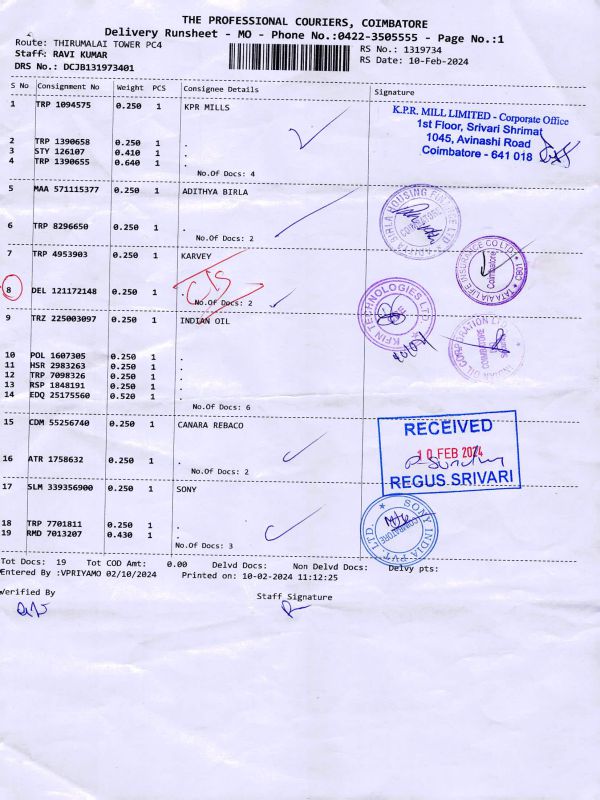 THE PROFESSIONAL COURIERS, COIMBATORE
Delivery Runsheet - MO - Phone No.:0422-3505555 - Page No.:1
Route: THIRUMALAI TOWER PC4
Staff: RAVI KUMAR
DRS No.: DCJB131973401
RS No.: 1319734
RS Date: 10-Feb-2024
S No Consignment No Weight PCS Consignee Details Signature
1 TRP 1094575 0.250 1 KPR MILLS
K.P.R. MILL LIMITED - Corporate Office
1st Floor, Srivari Shrimat
1045, Avinashi Road
Coimbatore - 641 018
2 TRP 1390658 0.250 1 .
3 STY 126107 0.410 1 .
4 TRP 1390655 0.640 1 .
No.Of Docs: 4
5 MAA 571115377 0.250 1 ADITHYA BIRLA
6 TRP 8296650 0.250 1 .
No.Of Docs: 2
7 TRP 4953903 0.250 1 KARVEY
8 DEL 121172148 0.250 1 .
No.Of Docs: 2
KFIN TECHNOLOGIES LTD
9 TRZ 225003097 0.250 1 INDIAN OIL
10 POL 1607305 0.250 1 .
11 HSR 2983263 0.250 1 .
12 TRP 7098326 0.250 1 .
13 RSP 1848191 0.250 1 .
14 EDQ 25175560 0.520 1 .
No.Of Docs: 6
15 CDM 55256740 0.250 1 CANARA REBACO
RECEIVED
10 FEB 2024
REGUS SRIVARI
16 ATR 1758632 0.250 1 .
No.Of Docs: 2
17 SLM 339356900 0.250 1 SONY
SONY INDIA PVT. LTD.
COIMBATORE
18 TRP 7701811 0.250 1 .
19 RMD 7013207 0.430 1 .
No.Of Docs: 3
Tot Docs: 19 Tot COD Amt: 0.00 Delvd Docs: Non Delvd Docs: Delvy pts:
Entered By :VPRIYAMO 02/10/2024 Printed on: 10-02-2024 11:12:25
Verified By
Staff Signature